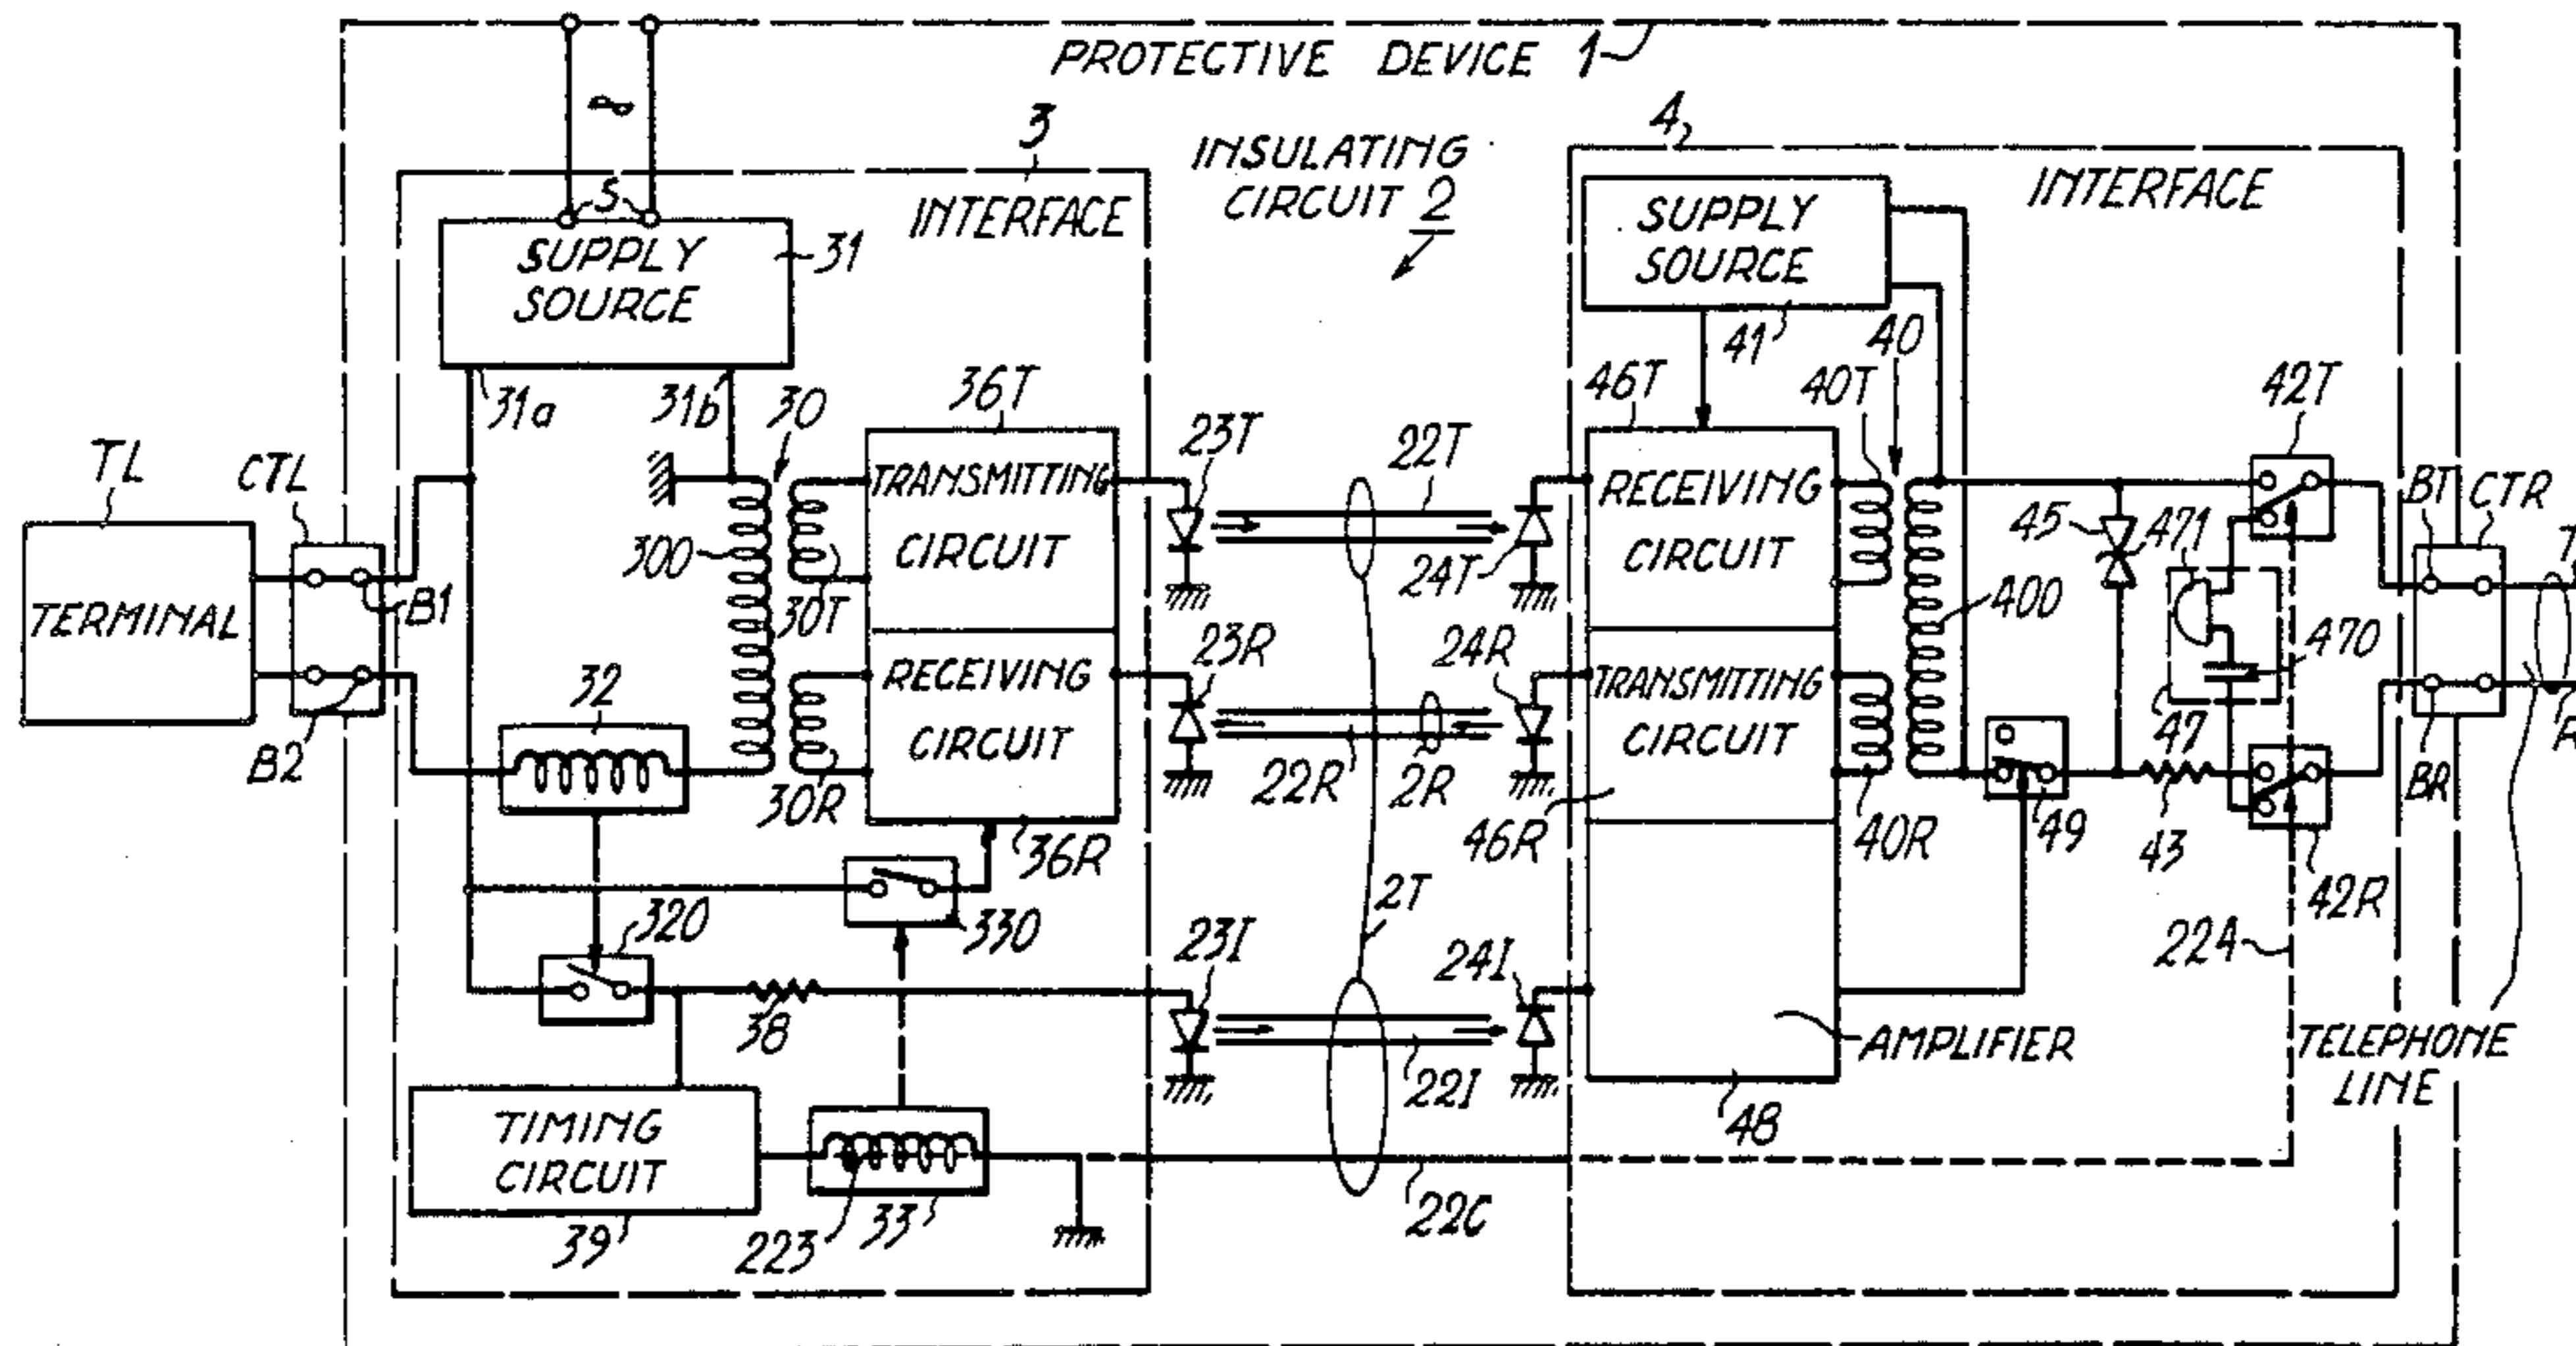 PROTECTIVE DEVICE 1
8
3
INSULATING
CIRCUIT 2
4
INTERFACE
INTERFACE
S
SUPPLY
SOURCE
31
31a
31b
SUPPLY
SOURCE
41
40
30
36T
23T
22T
46T
40T
42T
TL
CTL
TRANSMITTING
CIRCUIT
RECEIVING
CIRCUIT
BT
CTR
45
471
T
300
30T
24T
400
B1
TERMINAL
32
RECEIVING
CIRCUIT
23R
24R
TRANSMITTING
CIRCUIT
470
B2
30R
22R
2R
47
BR
R
36R
46R
40R
49
43
42R
320
330
2T
23I
24I
224
38
22I
AMPLIFIER
TELEPHONE
LINE
TIMING
CIRCUIT
48
39
223
33
22C